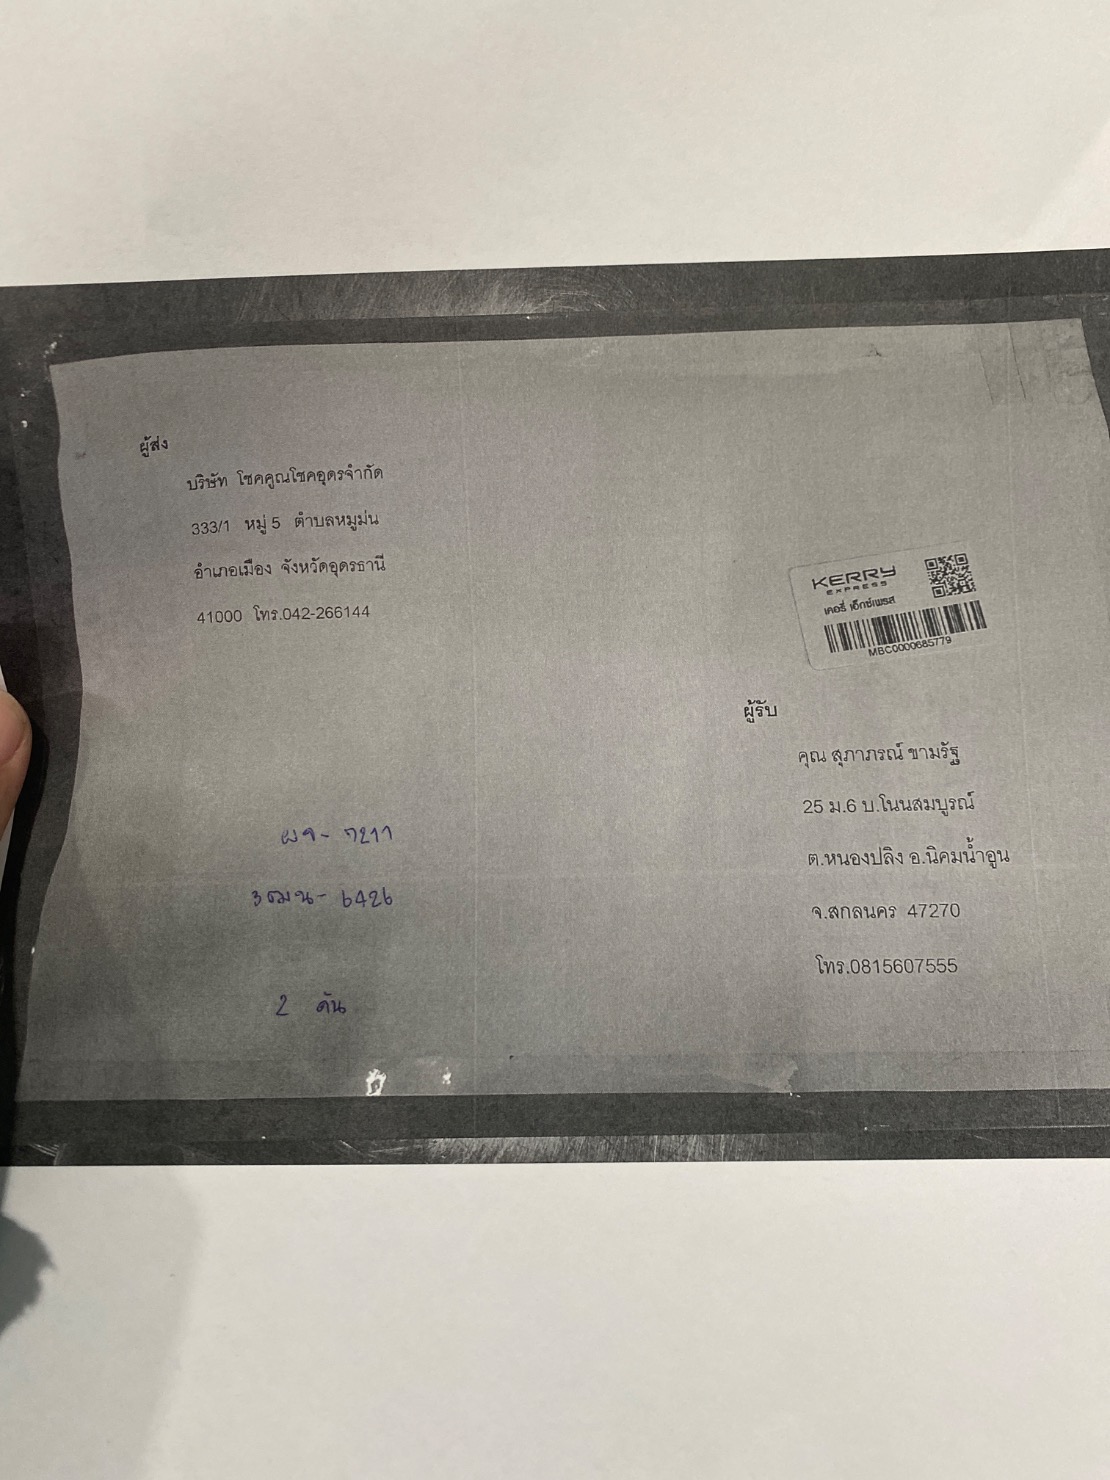 ผู้ส่ง
บริษัท โชคคูณโชคอุดรจำกัด
333/1 หมู่ 5 ตำบลหมูม่น
อำเภอเมือง จังหวัดอุดรธานี
41000 โทร.042-266144
KERRY
EXPRESS
เคอรี่ เอ็กซ์เพรส
MBC0000685779
ผู้รับ
คุณ สุภาภรณ์ ขามรัฐ
25 ม.6 บ.โนนสมบูรณ์
ต.หนองปลิง อ.นิคมน้ำอูน
จ.สกลนคร 47270
โทร.0815607555
ผจ - 7211
3ฒน - 6426
2 คัน